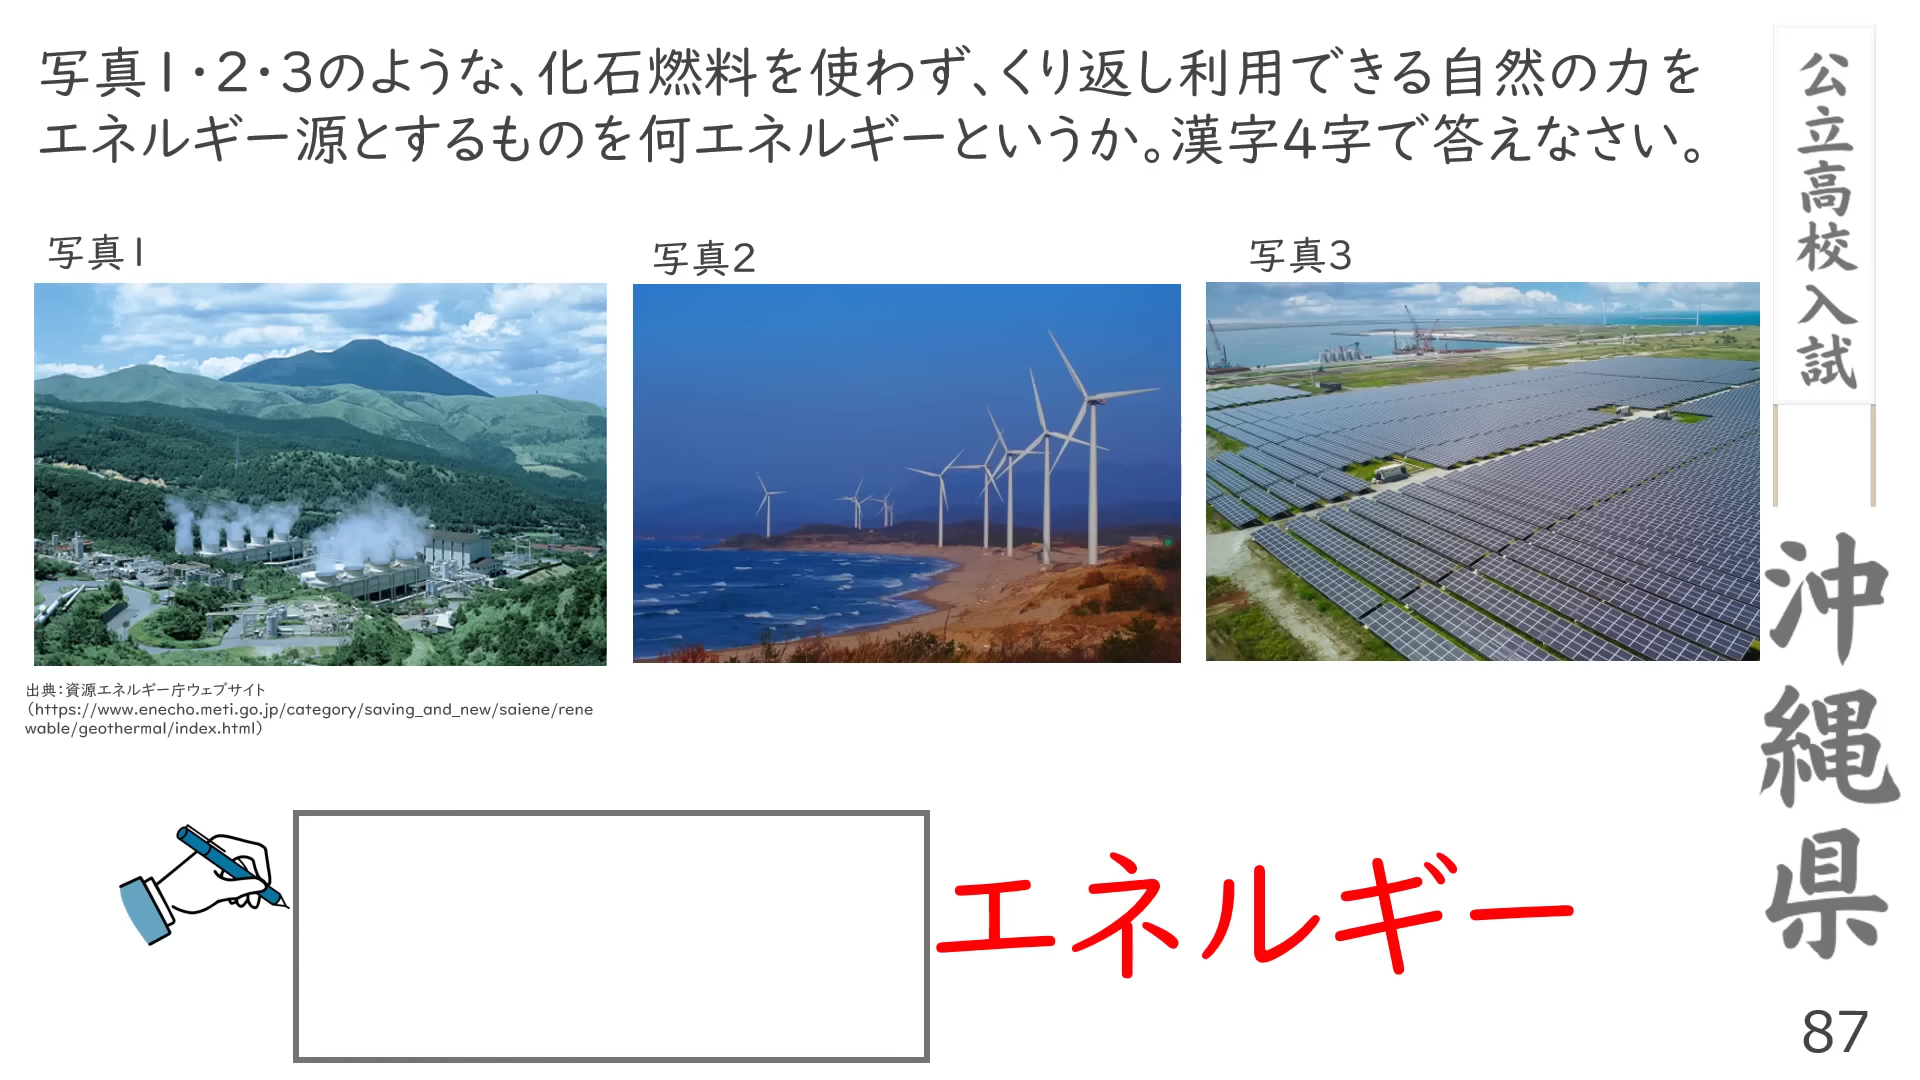 写真1・2・3のような、化石燃料を使わず、くり返し利用できる自然の力を
エネルギー源とするものを何エネルギーというか。漢字4字で答えなさい。
写真1
写真2
写真3
出典：資源エネルギー庁ウェブサイト
（https://www.enecho.meti.go.jp/category/saving_and_new/saiene/rene
wable/geothermal/index.html）
エネルギー
公立高校入試
沖縄県
87